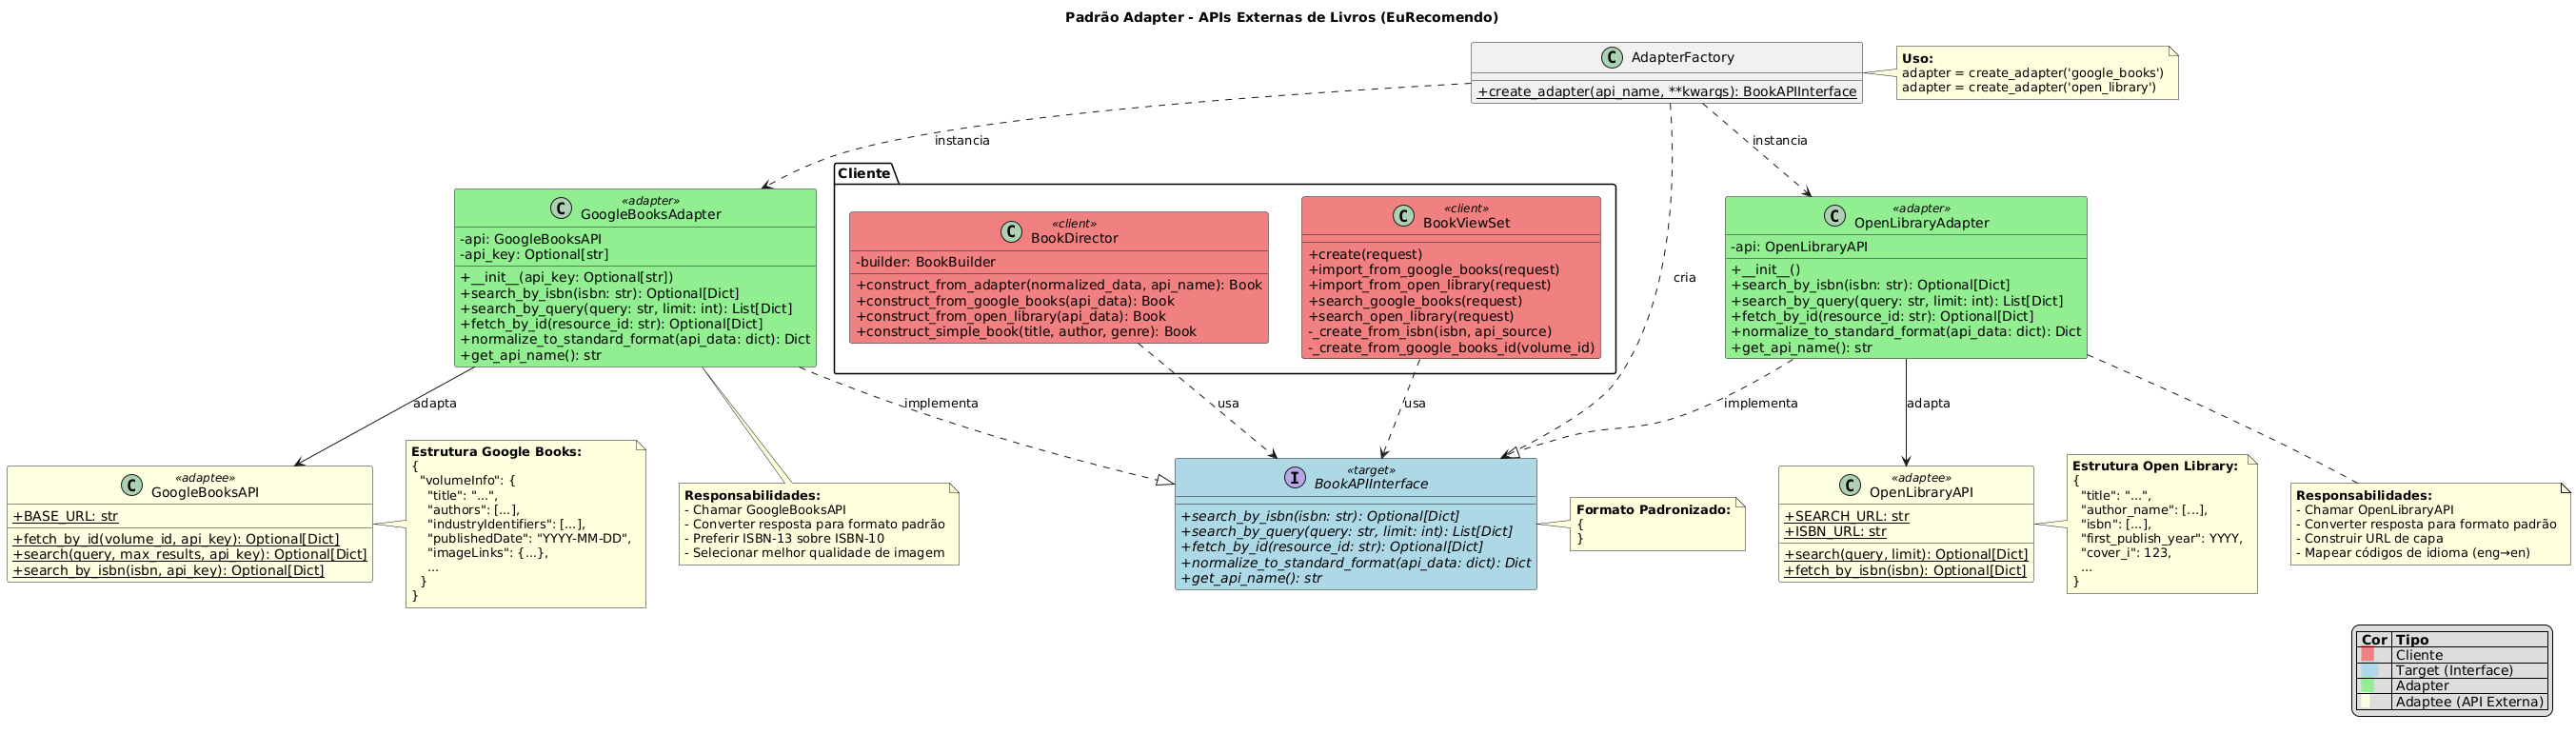 Padrão Adapter - APIs Externas de Livros (EuRecomendo)
C AdapterFactory
+create_adapter(api_name, **kwargs): BookAPIInterface
Uso:
adapter = create_adapter('google_books')
adapter = create_adapter('open_library')
instancia
instancia
cria
Cliente
«adapter»
C GoogleBooksAdapter
-api: GoogleBooksAPI
-api_key: Optional[str]
+__init__(api_key: Optional[str])
+search_by_isbn(isbn: str): Optional[Dict]
+search_by_query(query: str, limit: int): List[Dict]
+fetch_by_id(resource_id: str): Optional[Dict]
+normalize_to_standard_format(api_data: dict): Dict
+get_api_name(): str
«client»
C BookDirector
-builder: BookBuilder
+construct_from_adapter(normalized_data, api_name): Book
+construct_from_google_books(api_data): Book
+construct_from_open_library(api_data): Book
+construct_simple_book(title, author, genre): Book
«client»
C BookViewSet
+create(request)
+import_from_google_books(request)
+import_from_open_library(request)
+search_google_books(request)
+search_open_library(request)
-_create_from_isbn(isbn, api_source)
-_create_from_google_books_id(volume_id)
«adapter»
C OpenLibraryAdapter
-api: OpenLibraryAPI
+__init__()
+search_by_isbn(isbn: str): Optional[Dict]
+search_by_query(query: str, limit: int): List[Dict]
+fetch_by_id(resource_id: str): Optional[Dict]
+normalize_to_standard_format(api_data: dict): Dict
+get_api_name(): str
adapta
implementa
usa
usa
implementa
adapta
«adaptee»
C GoogleBooksAPI
+BASE_URL: str
+fetch_by_id(volume_id, api_key): Optional[Dict]
+search(query, max_results, api_key): Optional[Dict]
+search_by_isbn(isbn, api_key): Optional[Dict]
Estrutura Google Books:
{
"volumeInfo": {
"title": "...",
"authors": [...],
"industryIdentifiers": [...],
"publishedDate": "YYYY-MM-DD",
"imageLinks": {...},
...
}
}
Responsabilidades:
- Chamar GoogleBooksAPI
- Converter resposta para formato padrão
- Preferir ISBN-13 sobre ISBN-10
- Selecionar melhor qualidade de imagem
«target»
I BookAPIInterface
+search_by_isbn(isbn: str): Optional[Dict]
+search_by_query(query: str, limit: int): List[Dict]
+fetch_by_id(resource_id: str): Optional[Dict]
+normalize_to_standard_format(api_data: dict): Dict
+get_api_name(): str
Formato Padronizado:
{
}
«adaptee»
C OpenLibraryAPI
+SEARCH_URL: str
+ISBN_URL: str
+search(query, limit): Optional[Dict]
+fetch_by_isbn(isbn): Optional[Dict]
Estrutura Open Library:
{
"title": "...",
"author_name": [...],
"isbn": [...],
"first_publish_year": YYYY,
"cover_i": 123,
...
}
Responsabilidades:
- Chamar OpenLibraryAPI
- Converter resposta para formato padrão
- Construir URL de capa
- Mapear códigos de idioma (eng→en)
Cor Tipo
Cliente
Target (Interface)
Adapter
Adaptee (API Externa)